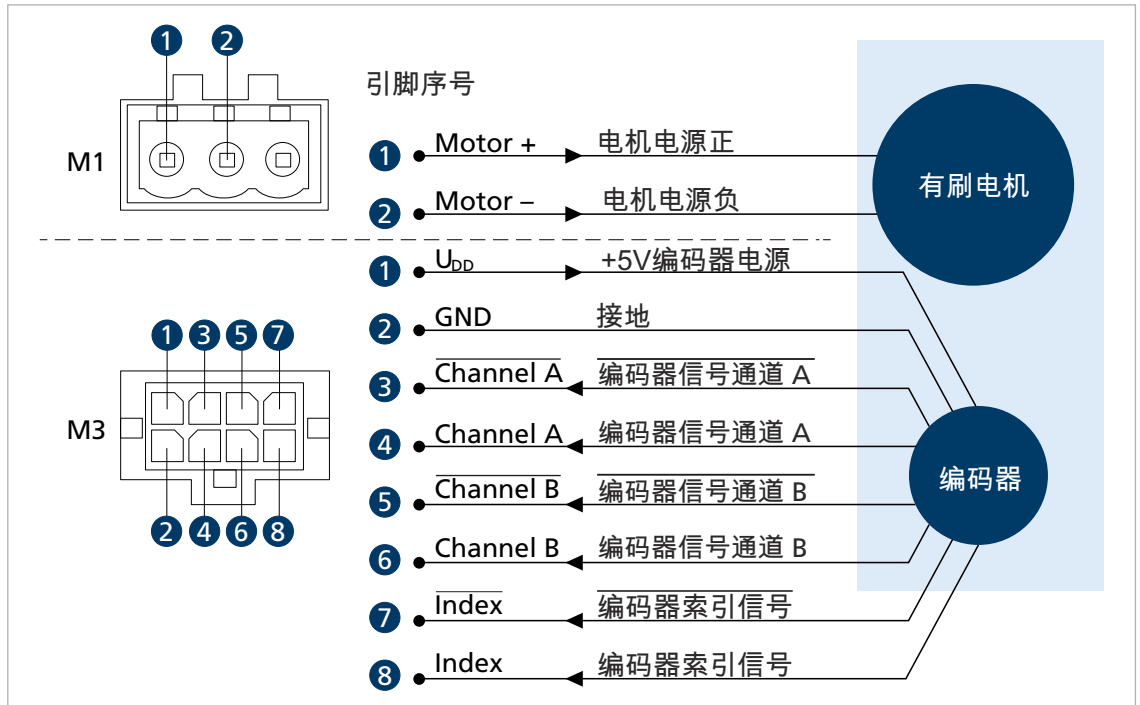 1 2
引脚序号
M1
1 Motor + 电机电源正
2 Motor – 电机电源负
有刷电机
1 UDD +5V编码器电源
2 GND 接地
3 Channel A 编码器信号通道 A
4 Channel A 编码器信号通道 A
5 Channel B 编码器信号通道 B
6 Channel B 编码器信号通道 B
7 Index 编码器索引信号
8 Index 编码器索引信号
编码器
1 3 5 7
M3
2 4 6 8